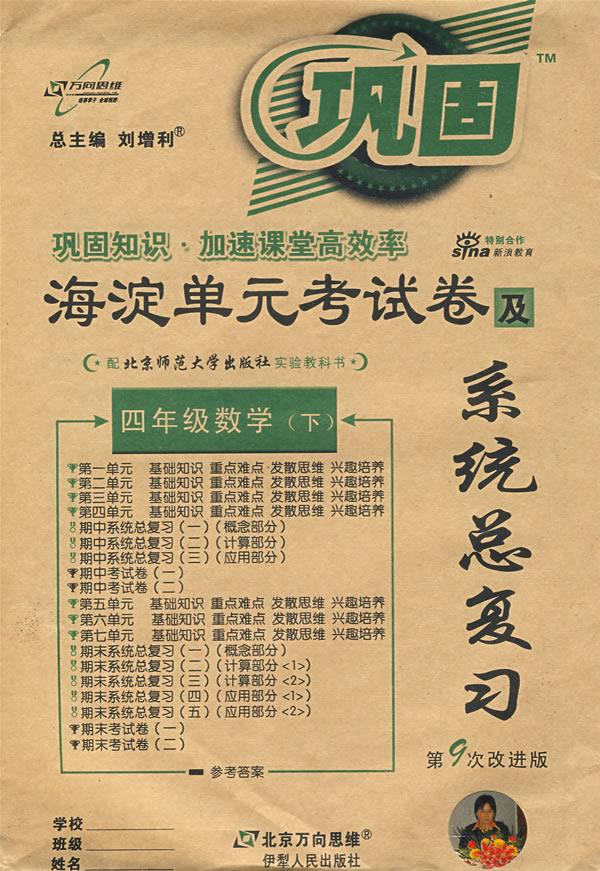 万向思维
培养学子 全球视野
总主编 刘增利®
巩固™
巩固知识·加速课堂高效率
sina 特别合作
新浪教育
海淀单元考试卷及
系统总复习
配 北京师范大学出版社 实验教科书
四年级数学（下）
第一单元 基础知识 重点难点 发散思维 兴趣培养
第二单元 基础知识 重点难点 发散思维 兴趣培养
第三单元 基础知识 重点难点 发散思维 兴趣培养
第四单元 基础知识 重点难点 发散思维 兴趣培养
期中系统总复习（一）（概念部分）
期中系统总复习（二）（计算部分）
期中系统总复习（三）（应用部分）
期中考试卷（一）
期中考试卷（二）
第五单元 基础知识 重点难点 发散思维 兴趣培养
第六单元 基础知识 重点难点 发散思维 兴趣培养
第七单元 基础知识 重点难点 发散思维 兴趣培养
期末系统总复习（一）（概念部分）
期末系统总复习（二）（计算部分<1>）
期末系统总复习（三）（计算部分<2>）
期末系统总复习（四）（应用部分<1>）
期末系统总复习（五）（应用部分<2>）
期末考试卷（一）
期末考试卷（二）
参考答案
第9次改进版
学校
班级
姓名
北京万向思维®
伊犁人民出版社